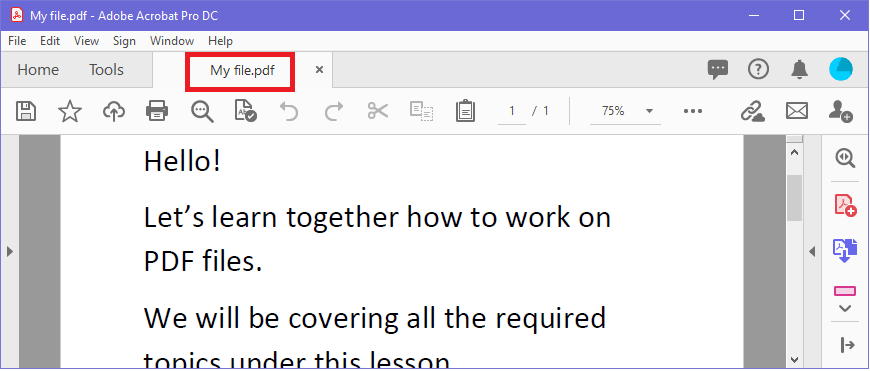 My file.pdf - Adobe Acrobat Pro DC
File Edit View Sign Window Help
Home Tools My file.pdf ×
1 / 1 75%
Hello!
Let’s learn together how to work on
PDF files.
We will be covering all the required
topics under this lesson